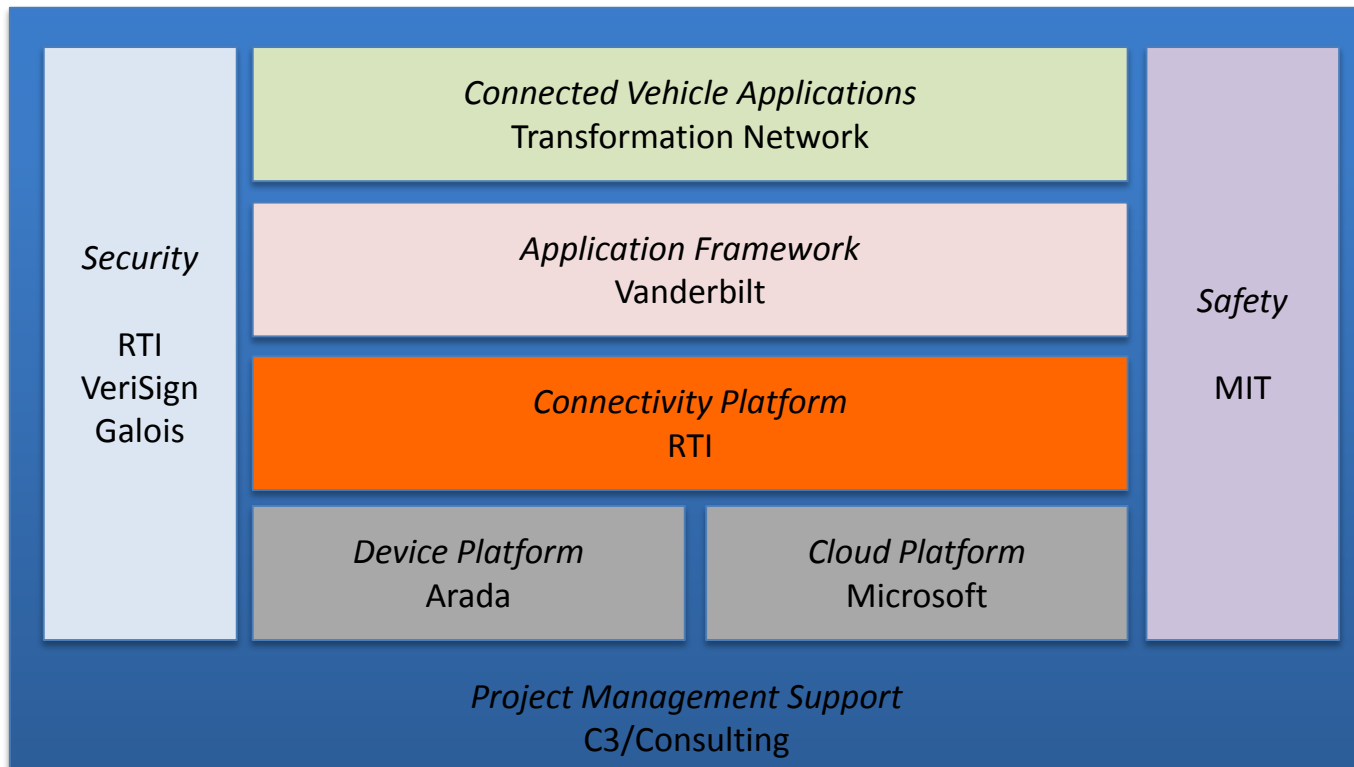 Connected Vehicle Applications
Transformation Network
Security
RTI
VeriSign
Galois
Application Framework
Vanderbilt
Connectivity Platform
RTI
Safety
MIT
Device Platform
Arada
Cloud Platform
Microsoft
Project Management Support
C3/Consulting